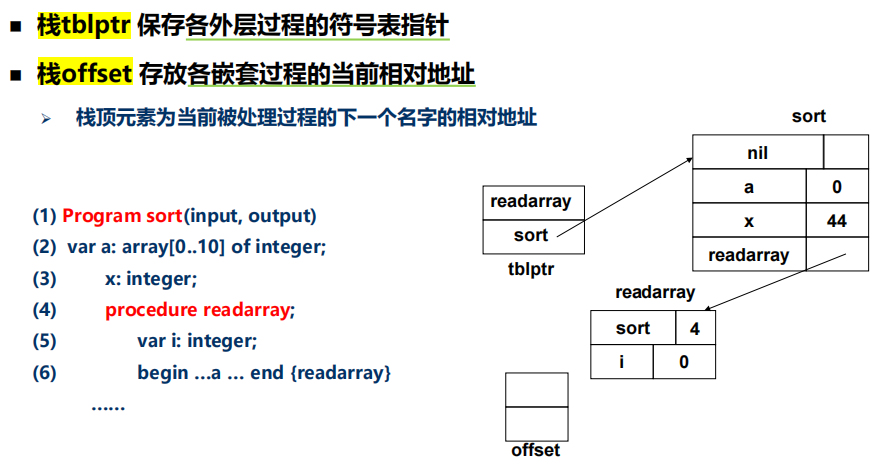 ■ 栈tblptr 保存各外层过程的符号表指针
■ 栈offset 存放各嵌套过程的当前相对地址
➢ 栈顶元素为当前被处理过程的下一个名字的相对地址
(1) Program sort(input, output)
(2) var a: array[0..10] of integer;
(3) x: integer;
(4) procedure readarray;
(5) var i: integer;
(6) begin ...a ... end {readarray}
......
readarray
sort
tblptr
sort
nil
a 0
x 44
readarray
readarray
sort 4
i 0
offset